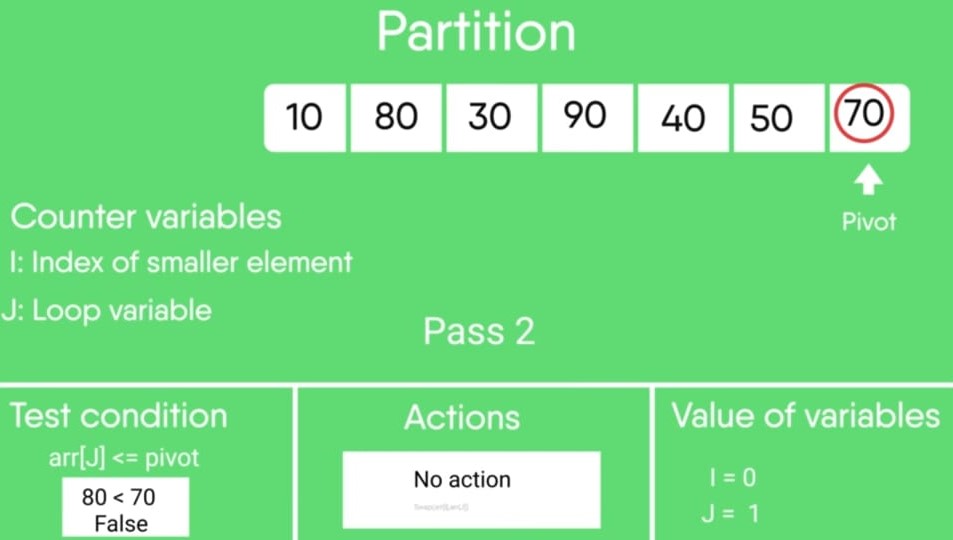 Partition
10 80 30 90 40 50 70
Pivot
Counter variables
I: Index of smaller element
J: Loop variable
Pass 2
Test condition
arr[J] <= pivot
80 < 70
False
Actions
No action
Value of variables
I = 0
J = 1